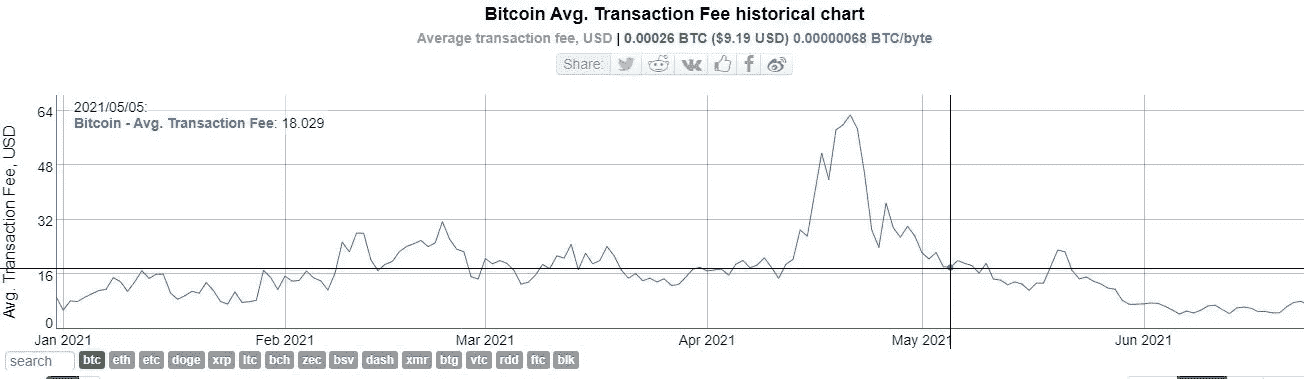 Bitcoin Avg. Transaction Fee historical chart
Average transaction fee, USD | 0.00026 BTC ($9.19 USD) 0.00000068 BTC/byte
Share:
2021/05/05:
Bitcoin - Avg. Transaction Fee: 18.029
Avg. Transaction Fee, USD
64
48
32
16
0
Jan 2021 Feb 2021 Mar 2021 Apr 2021 May 2021 Jun 2021
search btc eth etc doge xrp ltc bch zec bsv dash xmr btg vtc rdd ftc blk